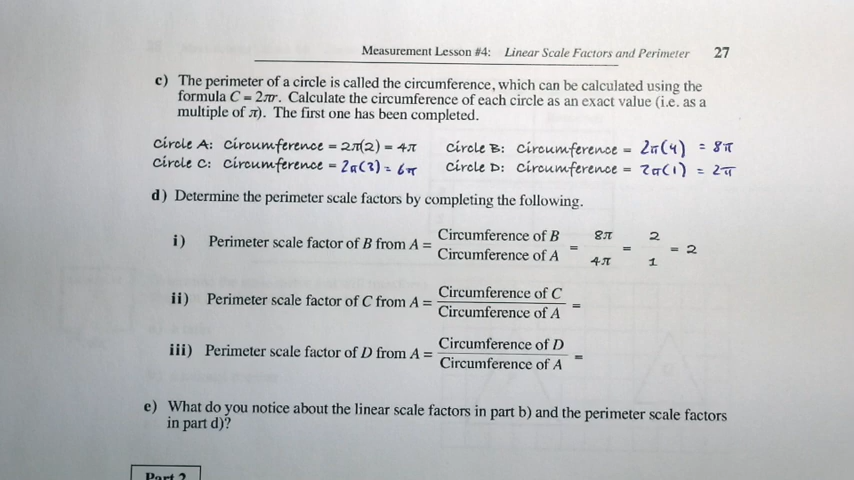 Measurement Lesson #4: Linear Scale Factors and Perimeter 27
c) The perimeter of a circle is called the circumference, which can be calculated using the
formula C = 2πr. Calculate the circumference of each circle as an exact value (i.e. as a
multiple of π). The first one has been completed.
Circle A: Circumference = 2π(2) = 4π Circle B: Circumference = 2π(4) = 8π
Circle C: Circumference = 2π(3) = 6π Circle D: Circumference = 2π(1) = 2π
d) Determine the perimeter scale factors by completing the following.
i) Perimeter scale factor of B from A = Circumference of B / Circumference of A = 8π / 4π = 2 / 1 = 2
ii) Perimeter scale factor of C from A = Circumference of C / Circumference of A =
iii) Perimeter scale factor of D from A = Circumference of D / Circumference of A =
e) What do you notice about the linear scale factors in part b) and the perimeter scale factors
in part d)?
Part 2